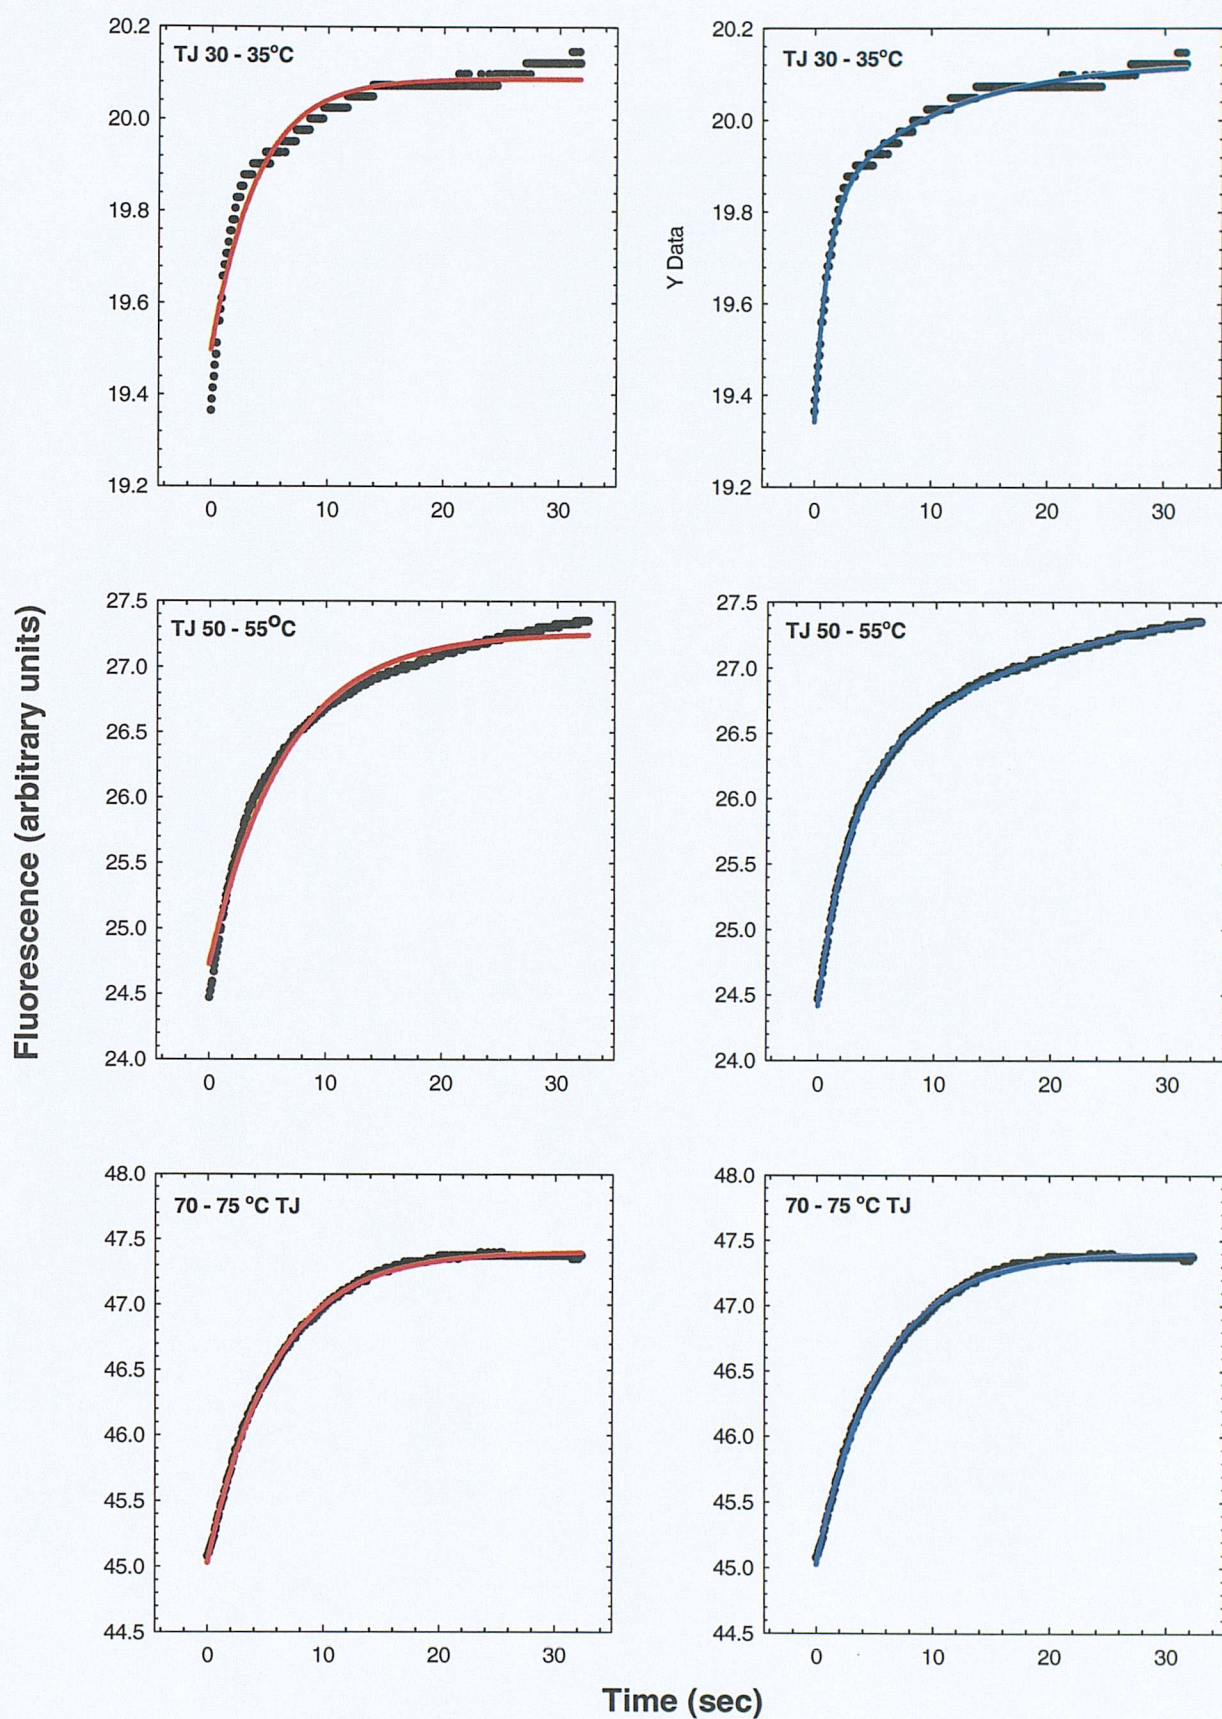 TJ 30 - 35°C
20.2
20.0
19.8
19.6
19.4
19.2
0 10 20 30
TJ 30 - 35°C
Y Data
20.2
20.0
19.8
19.6
19.4
19.2
0 10 20 30
Fluorescence (arbitrary units)
TJ 50 - 55°C
27.5
27.0
26.5
26.0
25.5
25.0
24.5
24.0
0 10 20 30
TJ 50 - 55°C
27.5
27.0
26.5
26.0
25.5
25.0
24.5
24.0
0 10 20 30
70 - 75 °C TJ
48.0
47.5
47.0
46.5
46.0
45.5
45.0
44.5
0 10 20 30
70 - 75 °C TJ
48.0
47.5
47.0
46.5
46.0
45.5
45.0
44.5
0 10 20 30
Time (sec)